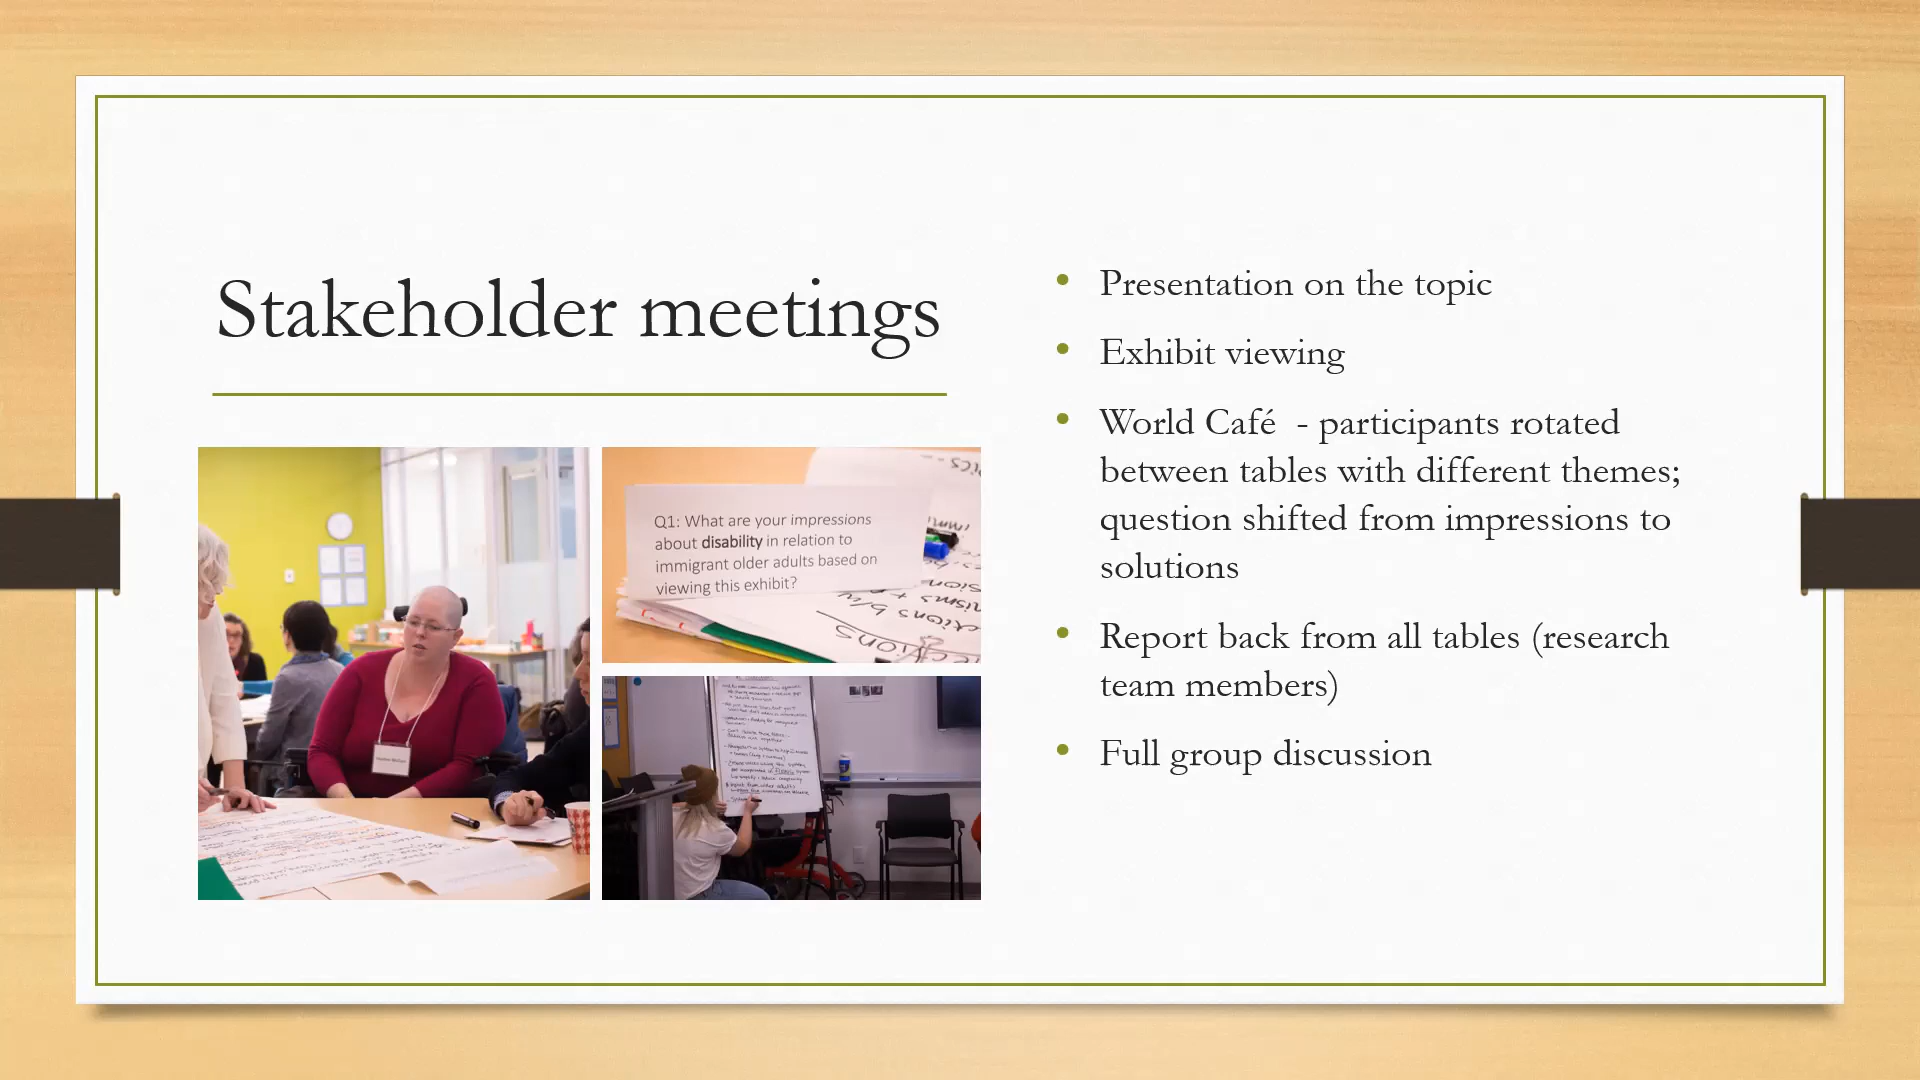 Stakeholder meetings
Q1: What are your impressions
about disability in relation to
immigrant older adults based on
viewing this exhibit?
• Presentation on the topic
• Exhibit viewing
• World Café  - participants rotated
between tables with different themes;
question shifted from impressions to
solutions
• Report back from all tables (research
team members)
• Full group discussion